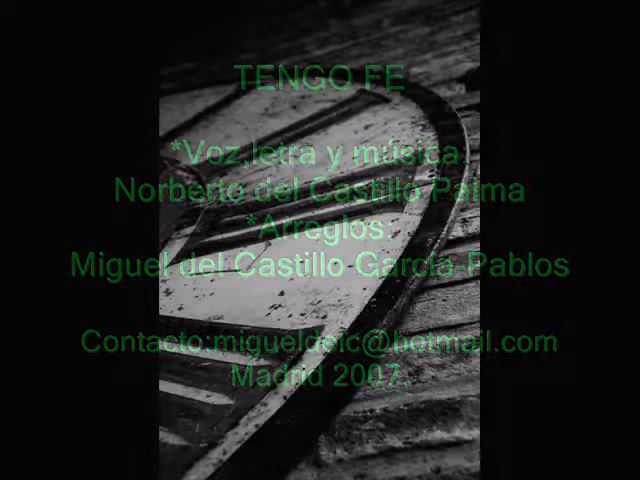 TENGO FE
*Voz,letra y música:
Norberto del Castillo Palma
*Arreglos:
Miguel del Castillo García-Pablos
Contacto:migueldelc@hotmail.com
Madrid 2007.